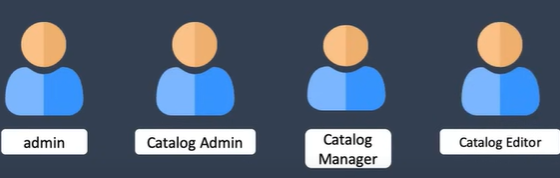 admin
Catalog Admin
Catalog
Manager
Catalog Editor